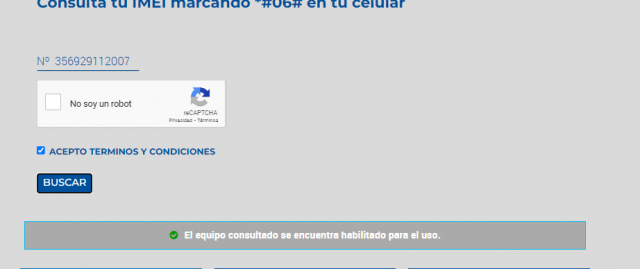 Consulta tu IMEI marcando *#06# en tu celular
Nº 356929112007
No soy un robot
reCAPTCHA
Privacidad - Términos
ACEPTO TERMINOS Y CONDICIONES
BUSCAR
El equipo consultado se encuentra habilitado para el uso.